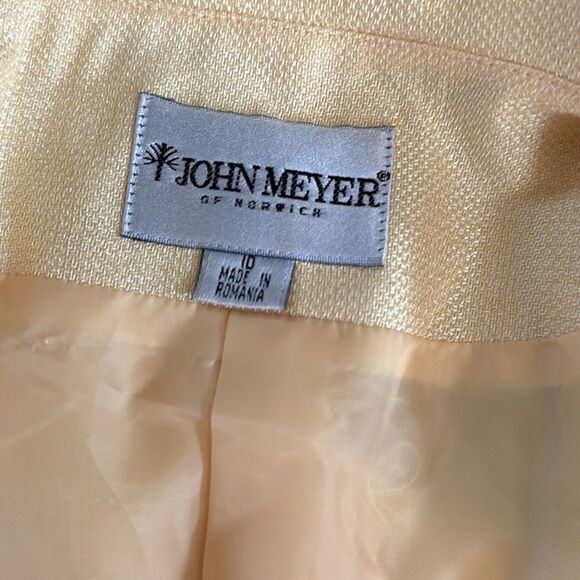 JOHN MEYER®
OF NORWICH
10
MADE IN
ROMANIA